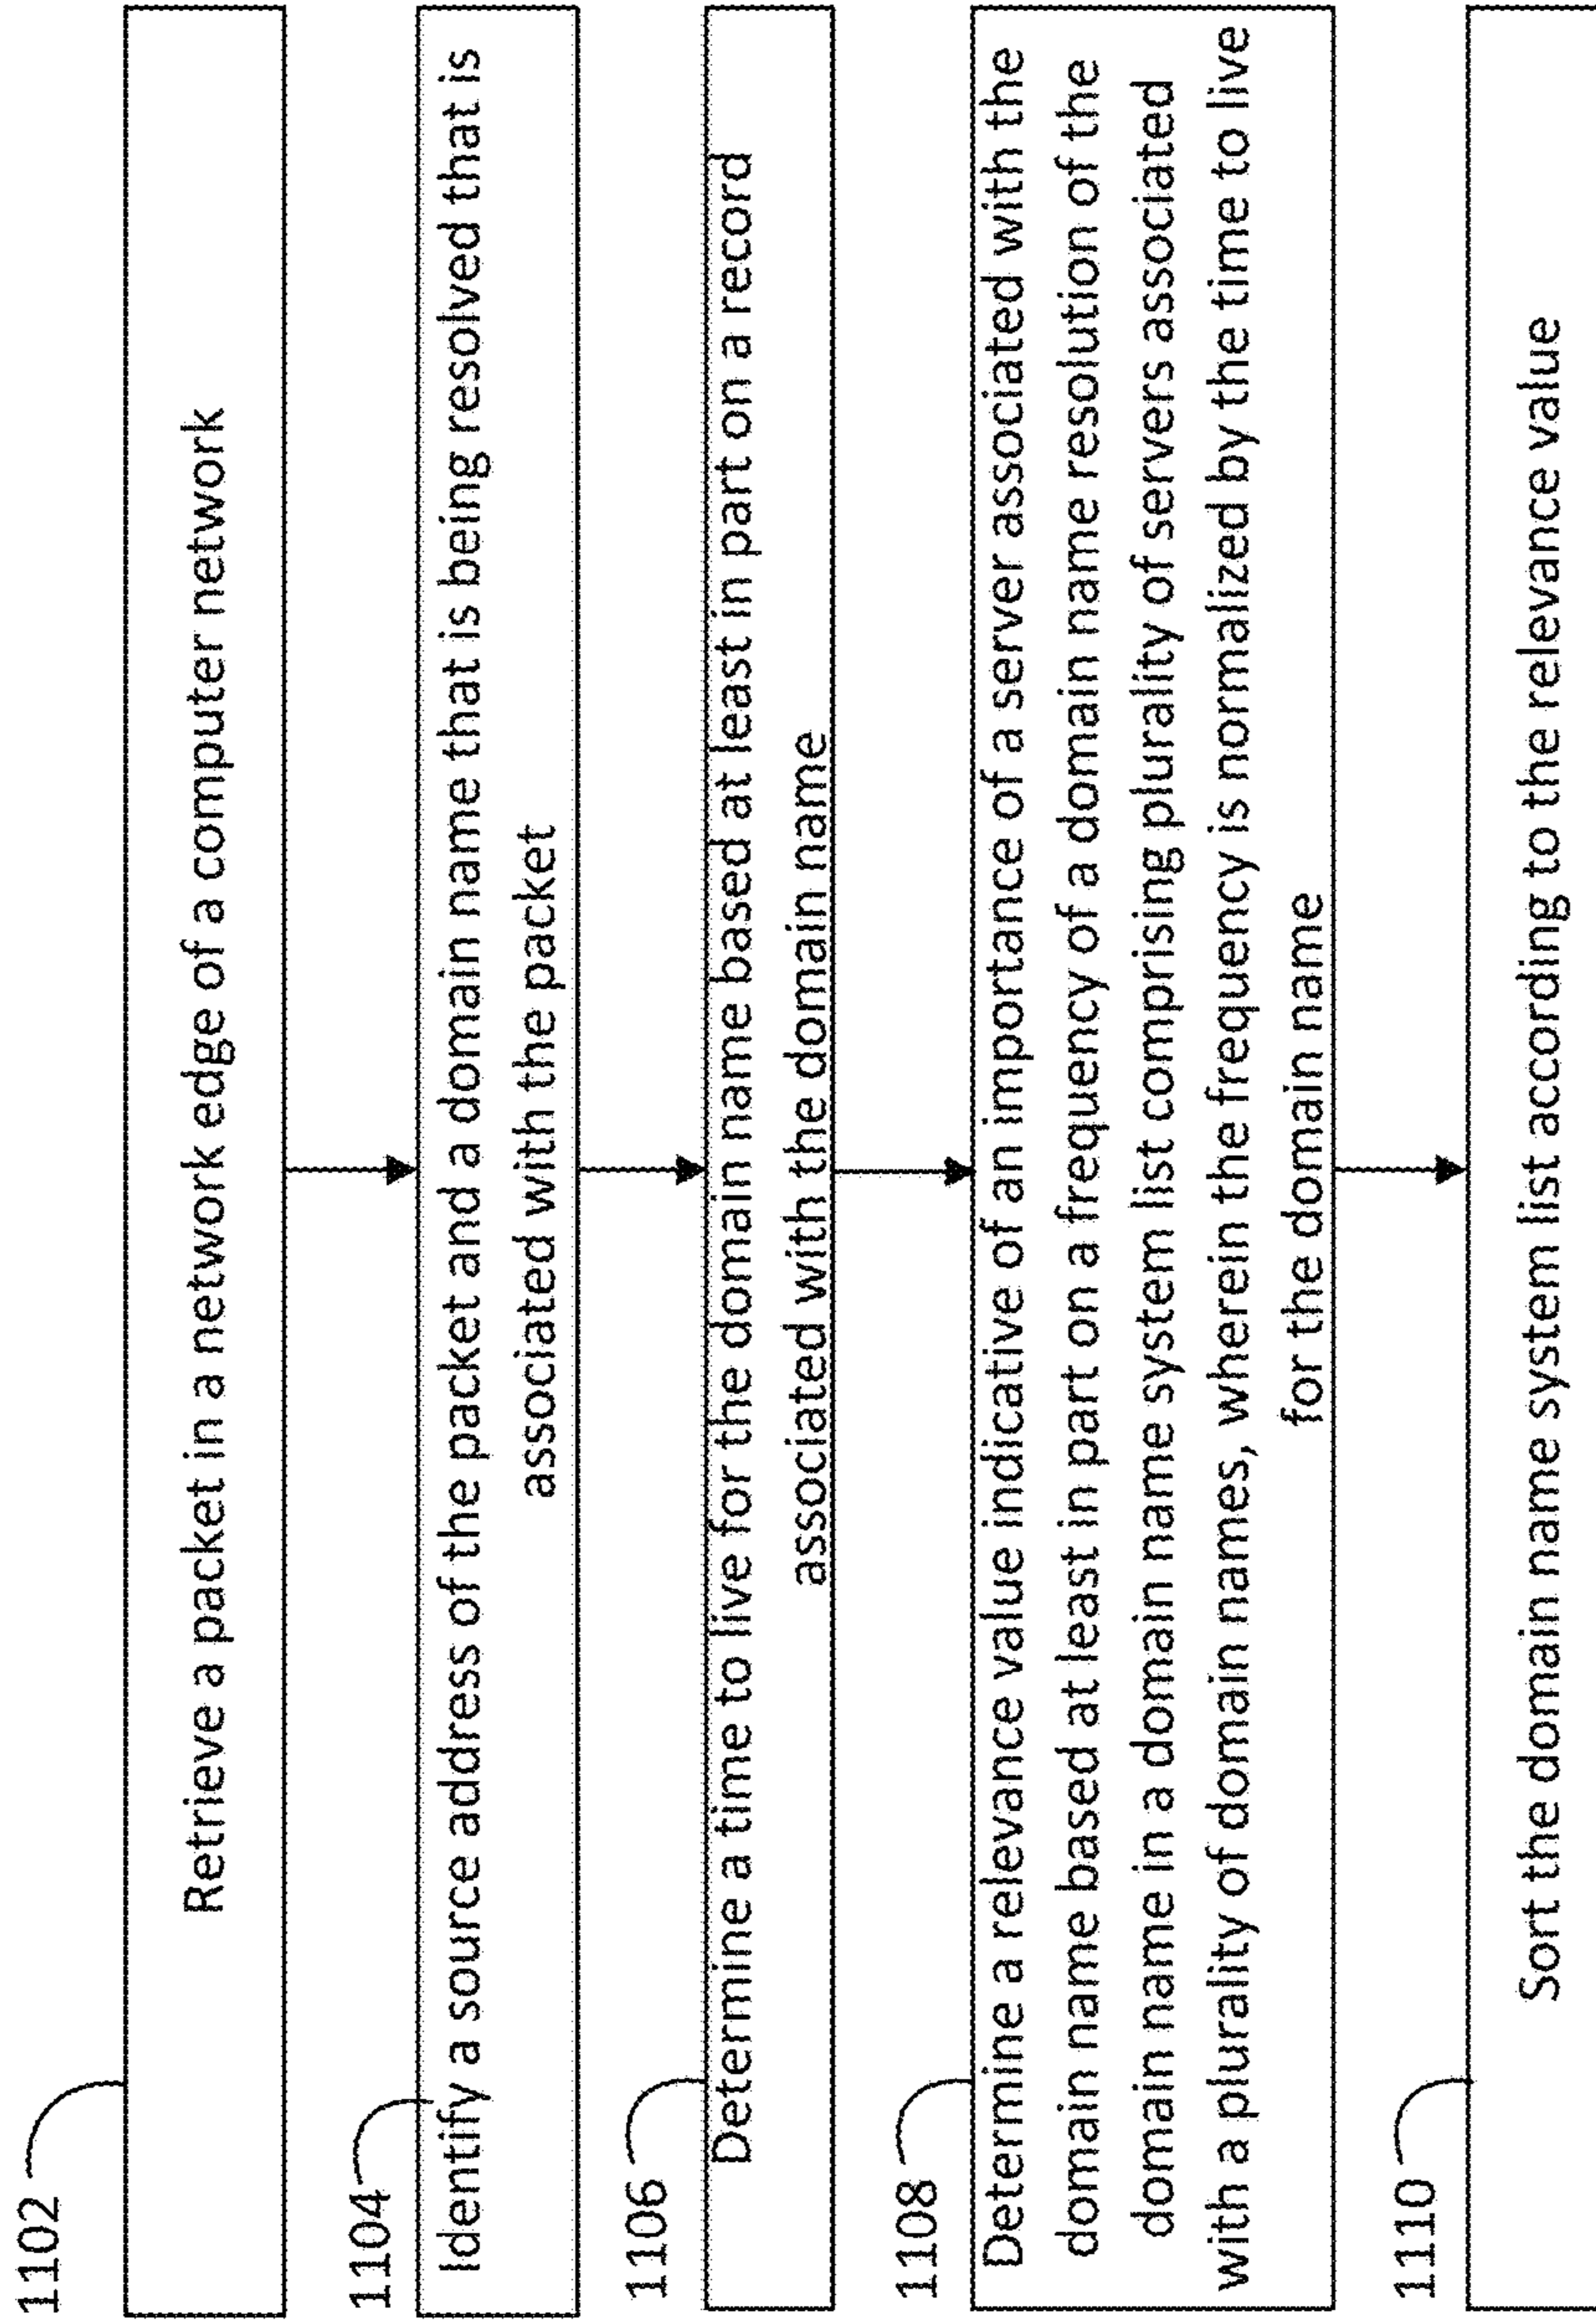 1102
Retrieve a packet in a network edge of a computer network
1104
Identify a source address of the packet and a domain name that is being resolved that is
associated with the packet
1106
Determine a time to live for the domain name based at least in part on a record
associated with the domain name
1108
Determine a relevance value indicative of an importance of a server associated with the
domain name based at least in part on a frequency of a domain name resolution of the
domain name in a domain name system list comprising plurality of servers associated
with a plurality of domain names, wherein the frequency is normalized by the time to live
for the domain name
1110
Sort the domain name system list according to the relevance value